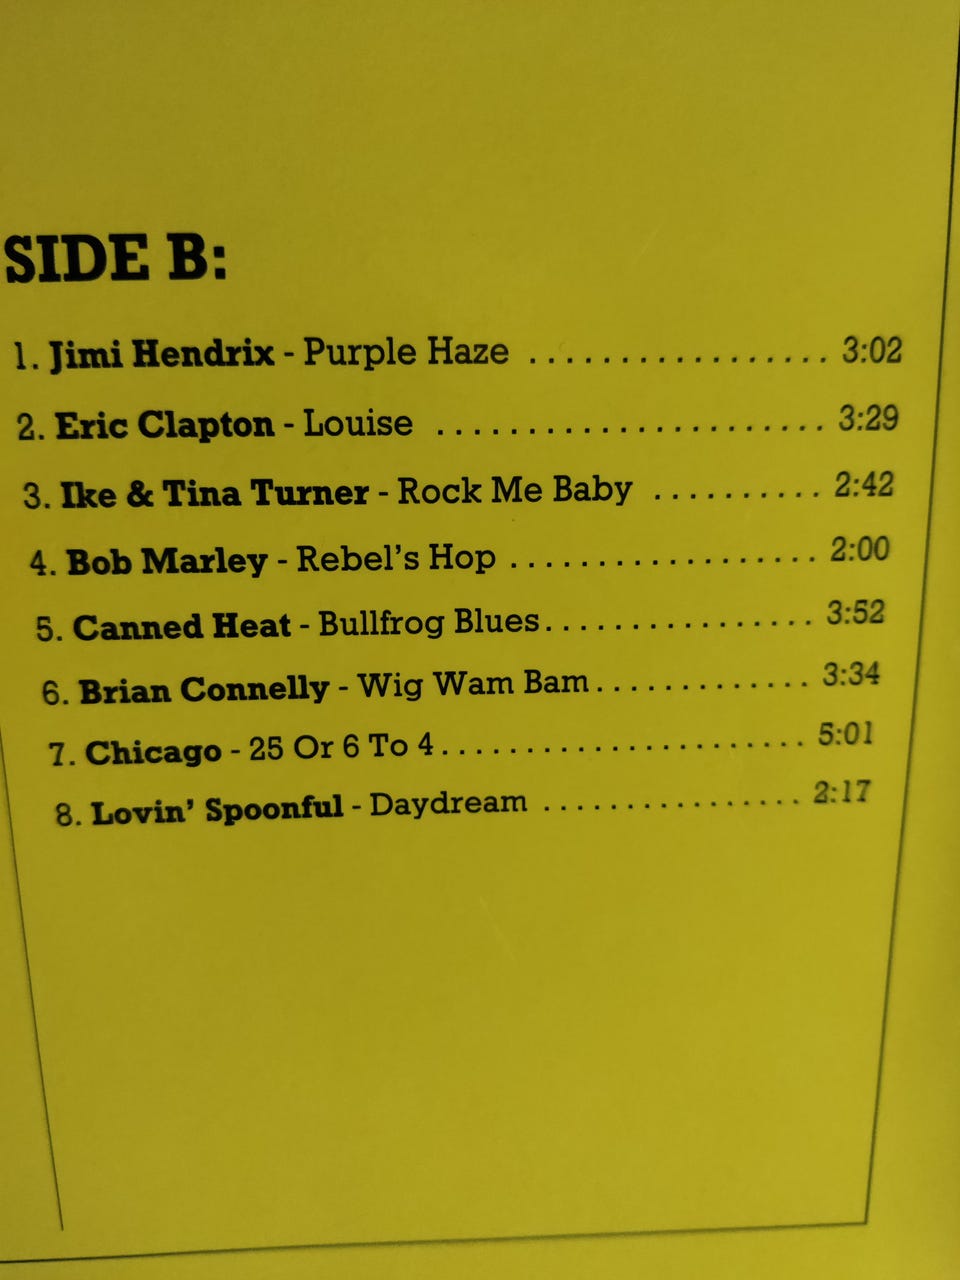 SIDE B:
1. Jimi Hendrix - Purple Haze ................. 3:02
2. Eric Clapton - Louise ...................... 3:29
3. Ike & Tina Turner - Rock Me Baby .......... 2:42
4. Bob Marley - Rebel's Hop .................. 2:00
5. Canned Heat - Bullfrog Blues................ 3:52
6. Brian Connelly - Wig Wam Bam............. 3:34
7. Chicago - 25 Or 6 To 4...................... 5:01
8. Lovin' Spoonful - Daydream ................ 2:17